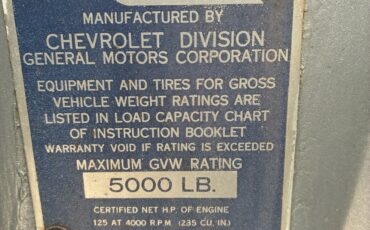 MANUFACTURED BY
CHEVROLET DIVISION
GENERAL MOTORS CORPORATION
EQUIPMENT AND TIRES FOR GROSS
VEHICLE WEIGHT RATINGS ARE
LISTED IN LOAD CAPACITY CHART
OF INSTRUCTION BOOKLET
WARRANTY VOID IF RATING IS EXCEEDED
MAXIMUM GVW RATING
5000 LB.
CERTIFIED NET H.P. OF ENGINE
125 AT 4000 R.P.M. (235 CU. IN.)